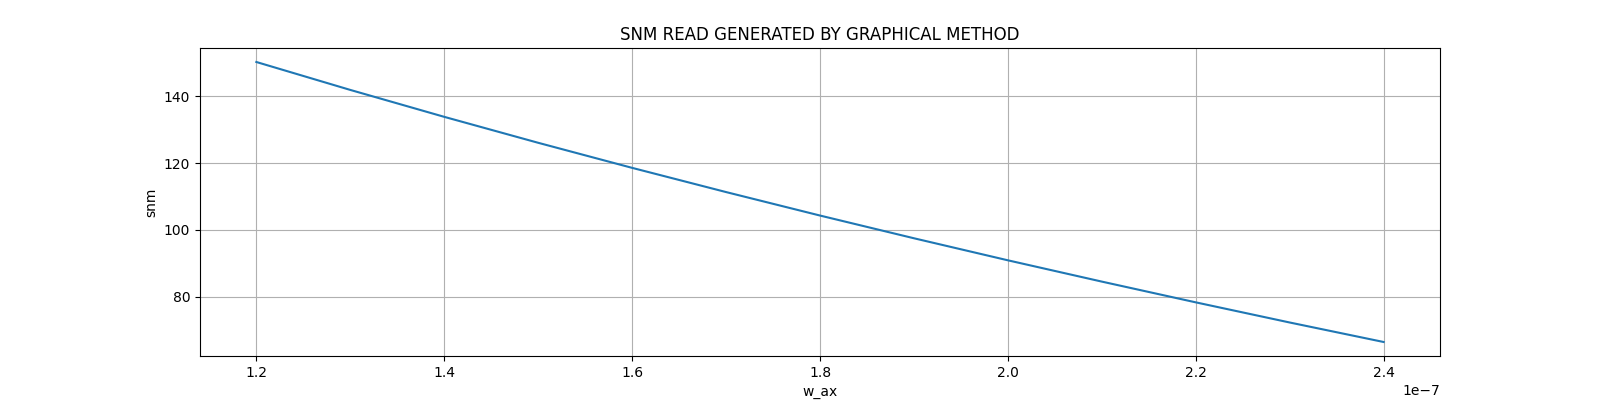 SNM READ GENERATED BY GRAPHICAL METHOD
140
120
100
80
snm
1.2 1.4 1.6 1.8 2.0 2.2 2.4
w_ax
1e−7